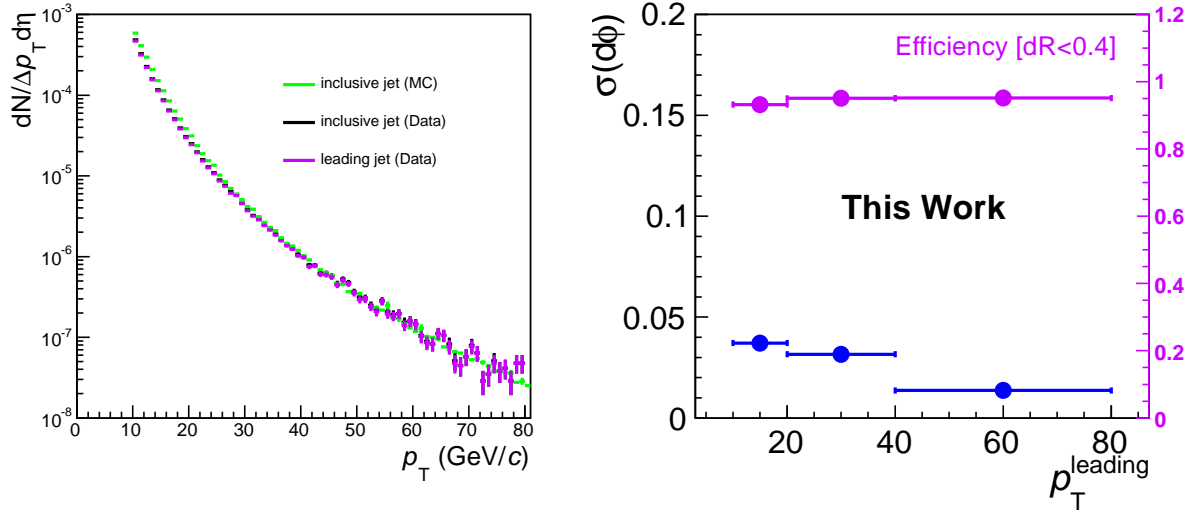 dN/Δp_T dη
10^-3
10^-4
10^-5
10^-6
10^-7
10^-8
inclusive jet (MC)
inclusive jet (Data)
leading jet (Data)
0 10 20 30 40 50 60 70 80
p_T (GeV/c)
σ(dφ)
0.2
0.15
0.1
0.05
0
Efficiency [dR<0.4]
This Work
1.2
1
0.8
0.6
0.4
0.2
0
20 40 60 80
p_T^leading